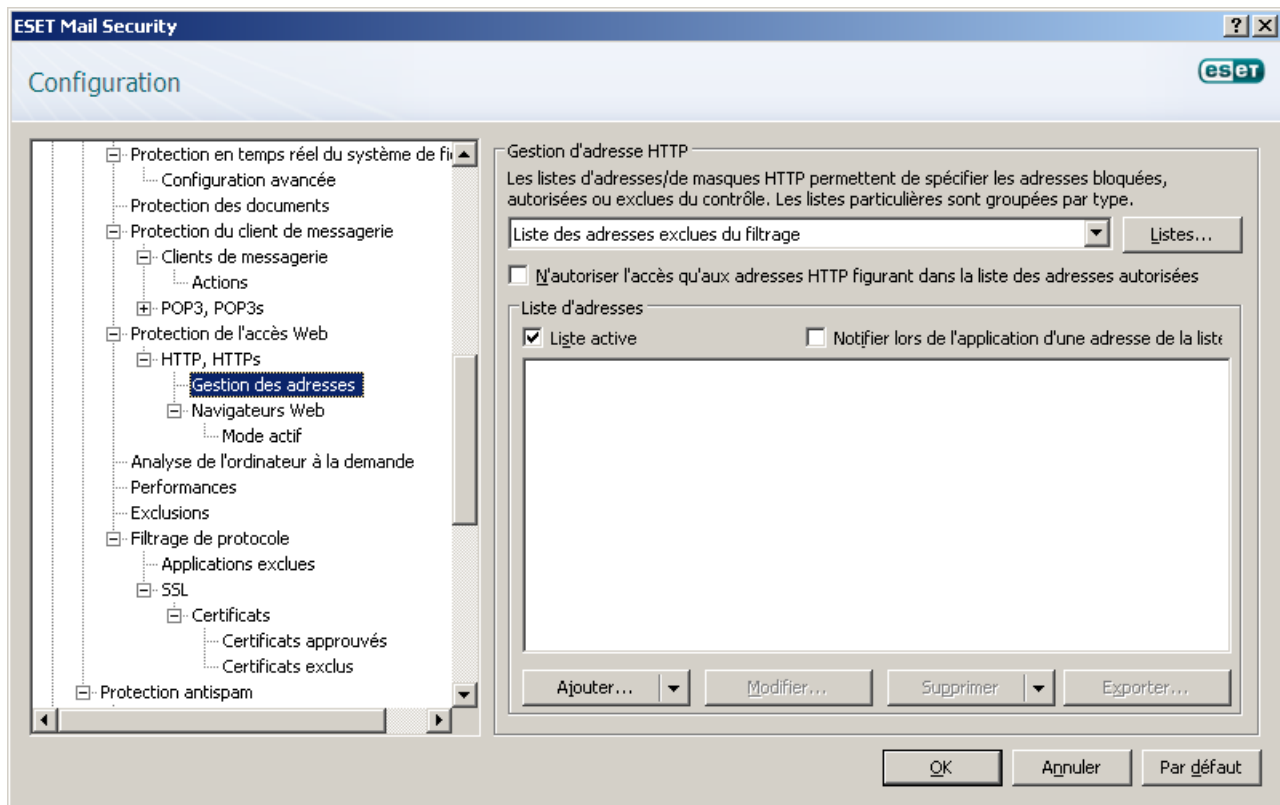 ESET Mail Security
Configuration
eset
Protection en temps réel du système de fi
Configuration avancée
Protection des documents
Protection du client de messagerie
Clients de messagerie
Actions
POP3, POP3s
Protection de l'accès Web
HTTP, HTTPs
Gestion des adresses
Navigateurs Web
Mode actif
Analyse de l'ordinateur à la demande
Performances
Exclusions
Filtrage de protocole
Applications exclues
SSL
Certificats
Certificats approuvés
Certificats exclus
Protection antispam
Gestion d'adresse HTTP
Les listes d'adresses/de masques HTTP permettent de spécifier les adresses bloquées,
autorisées ou exclues du contrôle. Les listes particulières sont groupées par type.
Liste des adresses exclues du filtrage
Listes...
N'autoriser l'accès qu'aux adresses HTTP figurant dans la liste des adresses autorisées
Liste d'adresses
Liste active
Notifier lors de l'application d'une adresse de la liste
Ajouter...
Modifier...
Supprimer
Exporter...
OK
Annuler
Par défaut